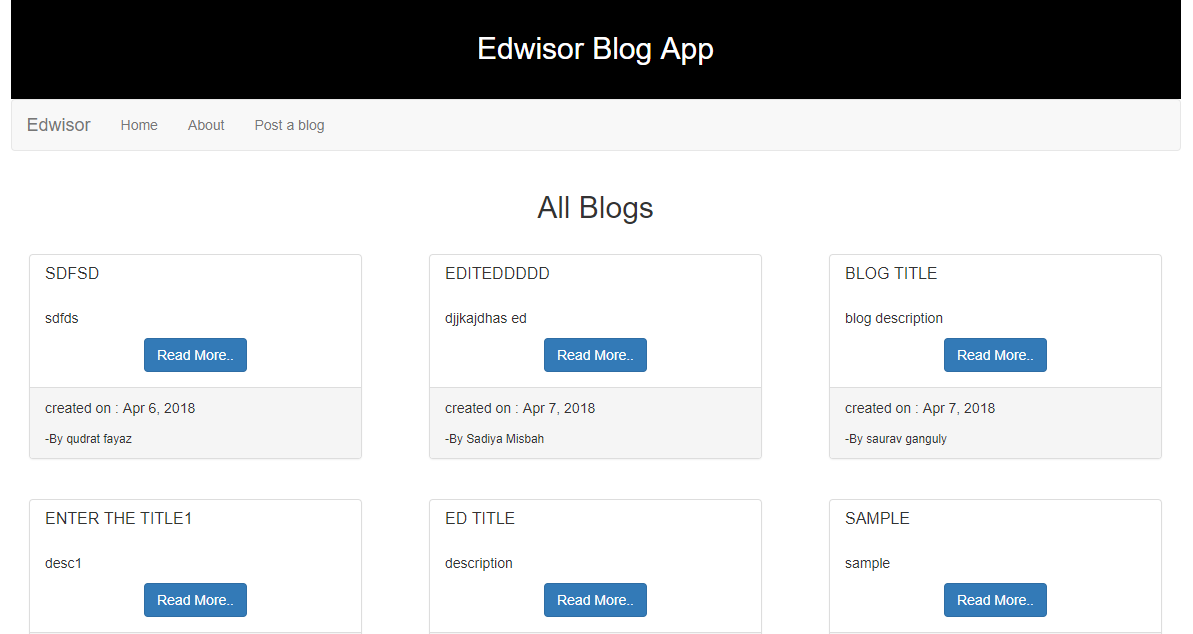 Edwisor Blog App
Edwisor Home About Post a blog
All Blogs
SDFSD
sdfds
Read More..
created on : Apr 6, 2018
-By qudrat fayaz
EDITEDDDDD
djjkajdhas ed
Read More..
created on : Apr 7, 2018
-By Sadiya Misbah
BLOG TITLE
blog description
Read More..
created on : Apr 7, 2018
-By saurav ganguly
ENTER THE TITLE1
desc1
Read More..
ED TITLE
description
Read More..
SAMPLE
sample
Read More..